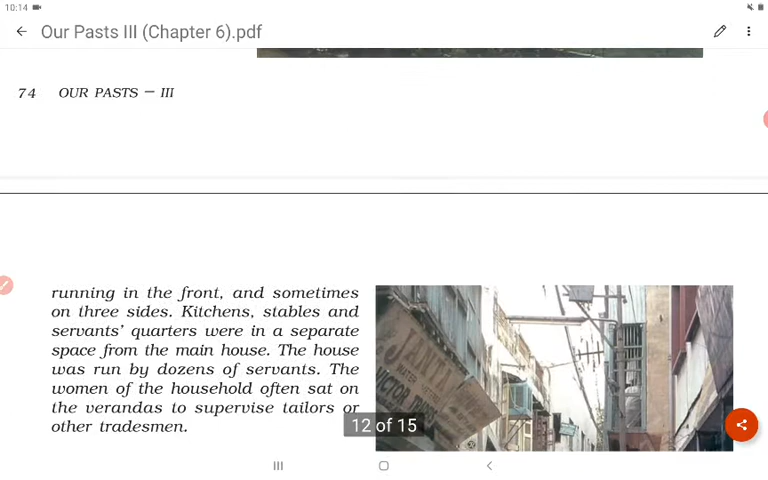 10:14
Our Pasts III (Chapter 6).pdf
74 OUR PASTS – III
running in the front, and sometimes
on three sides. Kitchens, stables and
servants' quarters were in a separate
space from the main house. The house
was run by dozens of servants. The
women of the household often sat on
the verandas to supervise tailors or
other tradesmen.
12 of 15
JANTA
WATER
VICTOR